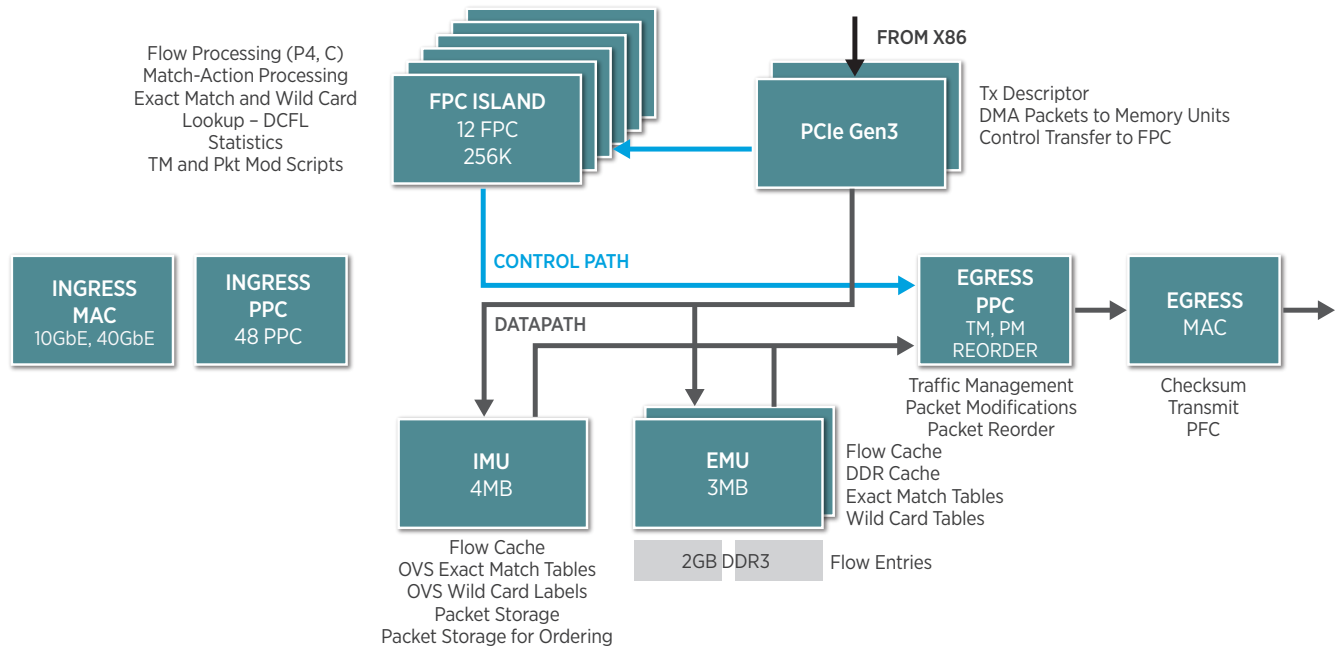 Flow Processing (P4, C)
Match-Action Processing
Exact Match and Wild Card
Lookup – DCFL
Statistics
TM and Pkt Mod Scripts
FPC ISLAND
12 FPC
256K
FROM X86
PCIe Gen3
Tx Descriptor
DMA Packets to Memory Units
Control Transfer to FPC
INGRESS
MAC
10GbE, 40GbE
INGRESS
PPC
48 PPC
CONTROL PATH
DATAPATH
EGRESS
PPC
TM, PM
REORDER
Traffic Management
Packet Modifications
Packet Reorder
EGRESS
MAC
Checksum
Transmit
PFC
IMU
4MB
Flow Cache
OVS Exact Match Tables
OVS Wild Card Labels
Packet Storage
Packet Storage for Ordering
EMU
3MB
Flow Cache
DDR Cache
Exact Match Tables
Wild Card Tables
2GB DDR3
Flow Entries